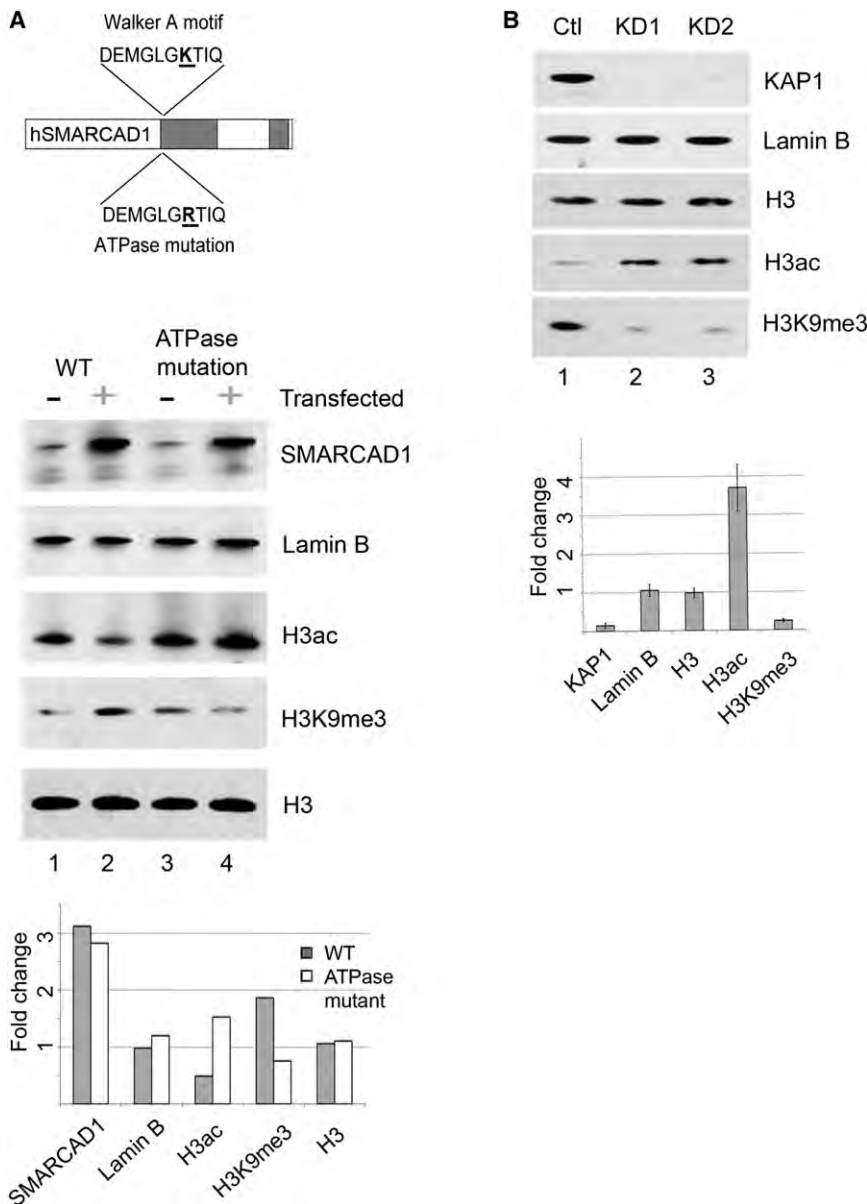 A
Walker A motif
DEMGLGKTIQ
hSMARCAD1
DEMGLGRTIQ
ATPase mutation
WT
ATPase
mutation
− + − + Transfected
SMARCAD1
Lamin B
H3ac
H3K9me3
H3
1 2 3 4
Fold change
3
2
1
WT
ATPase
mutant
SMARCAD1
Lamin B
H3ac
H3K9me3
H3
B
Ctl KD1 KD2
KAP1
Lamin B
H3
H3ac
H3K9me3
1 2 3
Fold change
4
3
2
1
KAP1
Lamin B
H3
H3ac
H3K9me3